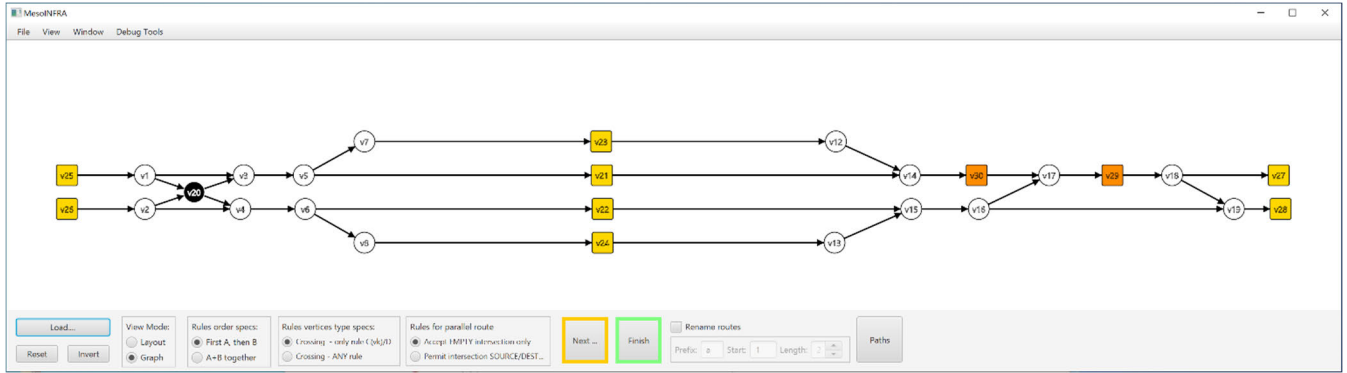 MesoINFRA
File View Window Debug Tools
v7 v23 v12
v25 v1 v3 v5 v21 v14 v30 v17 v29 v18 v27
v20
v26 v2 v4 v6 v22 v15 v16 v19 v28
v8 v24 v13
Load... View Mode: Rules order specs: Rules vertices type specs: Rules for parallel route Rename routes
Layout First A, then B Crossing - only rule C(vk)/D Accept EMPTY intersection only Next ... Finish Paths
Reset Invert Graph A+B together Crossing - ANY rule Permit intersection SOURCE/DEST... Prefix: a Start: 1 Length: 2